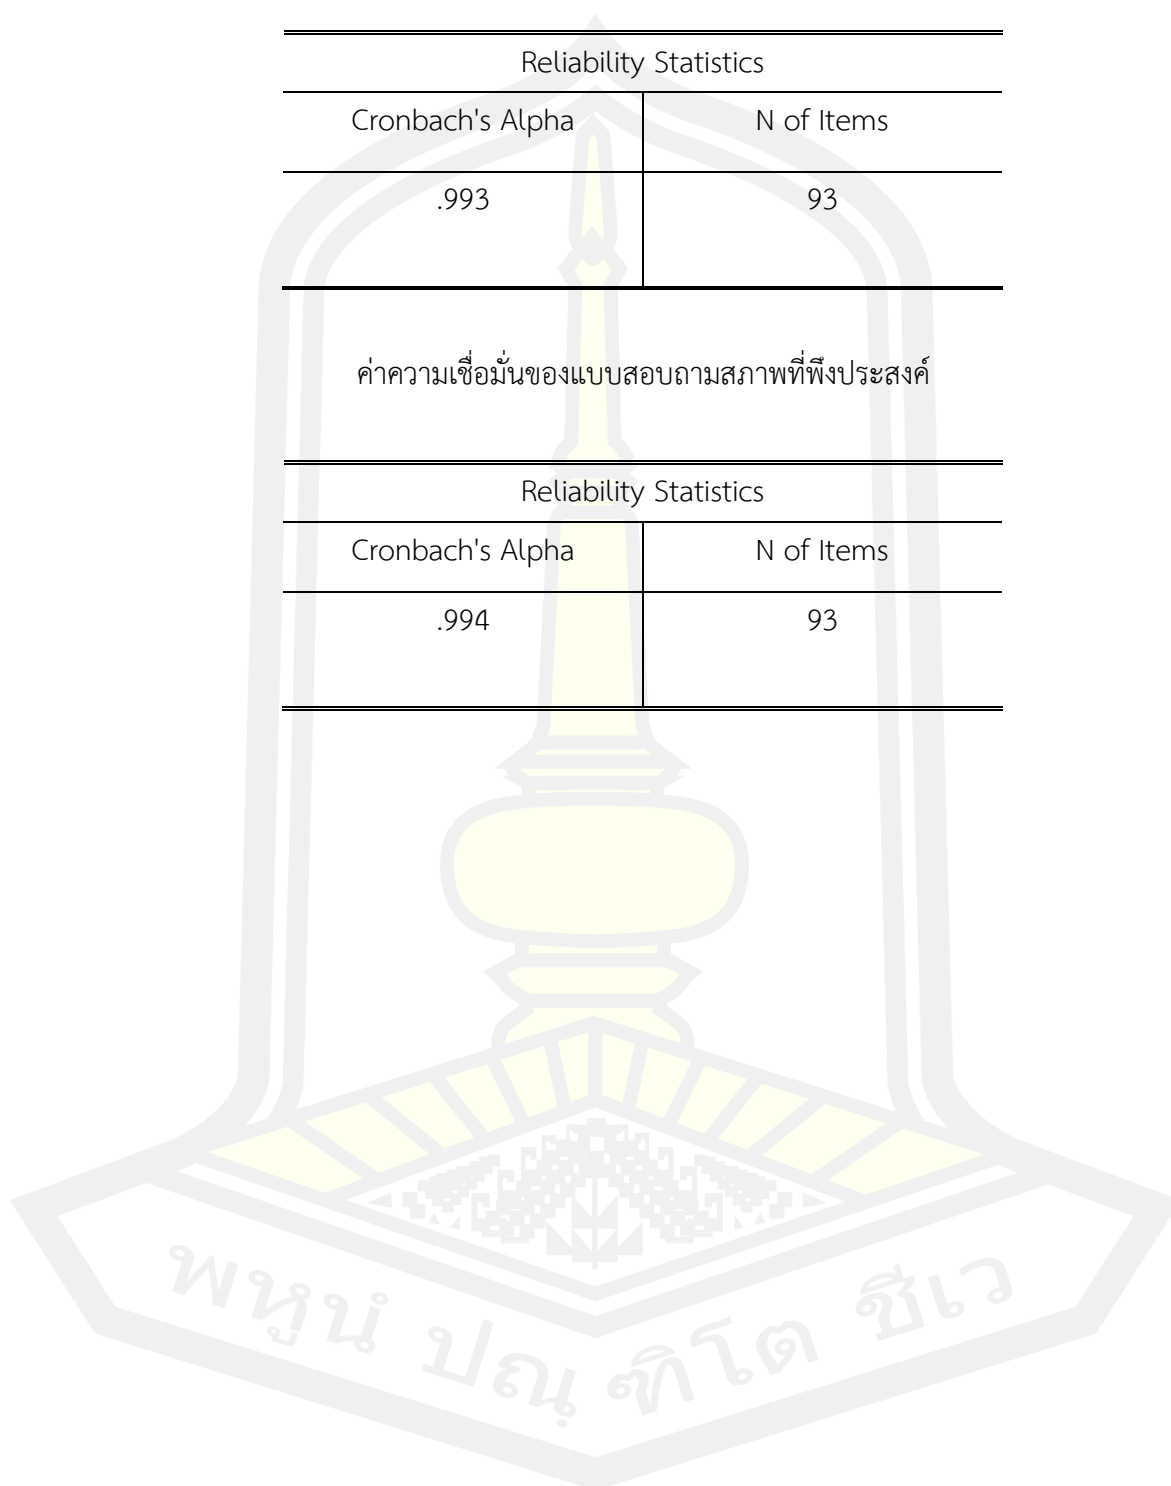 Reliability Statistics
Cronbach's Alpha N of Items
.993 93
ค่าความเชื่อมั่นของแบบสอบถามสภาพที่พึงประสงค์
Reliability Statistics
Cronbach's Alpha N of Items
.994 93
พหูนํ ปณฺฑิโต ชีเว